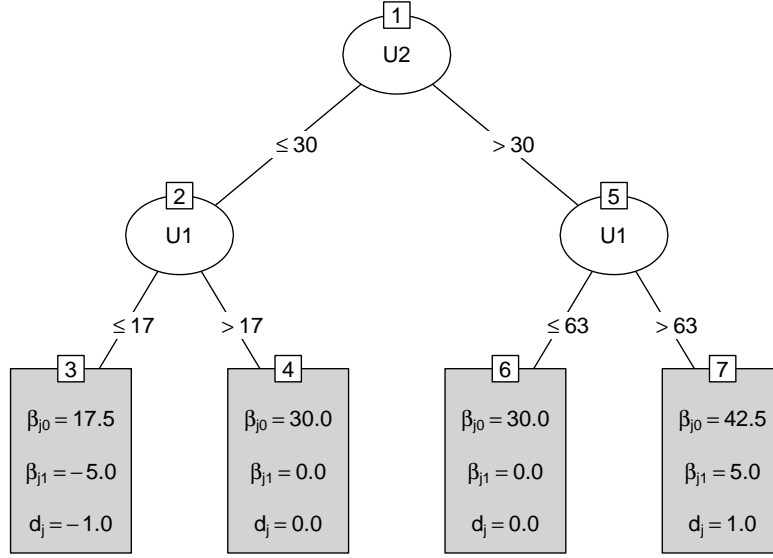 1
U2
≤ 30
> 30
2
U1
5
U1
≤ 17
> 17
≤ 63
> 63
3
βj0 = 17.5
βj1 = −5.0
dj = −1.0
4
βj0 = 30.0
βj1 = 0.0
dj = 0.0
6
βj0 = 30.0
βj1 = 0.0
dj = 0.0
7
βj0 = 42.5
βj1 = 5.0
dj = 1.0